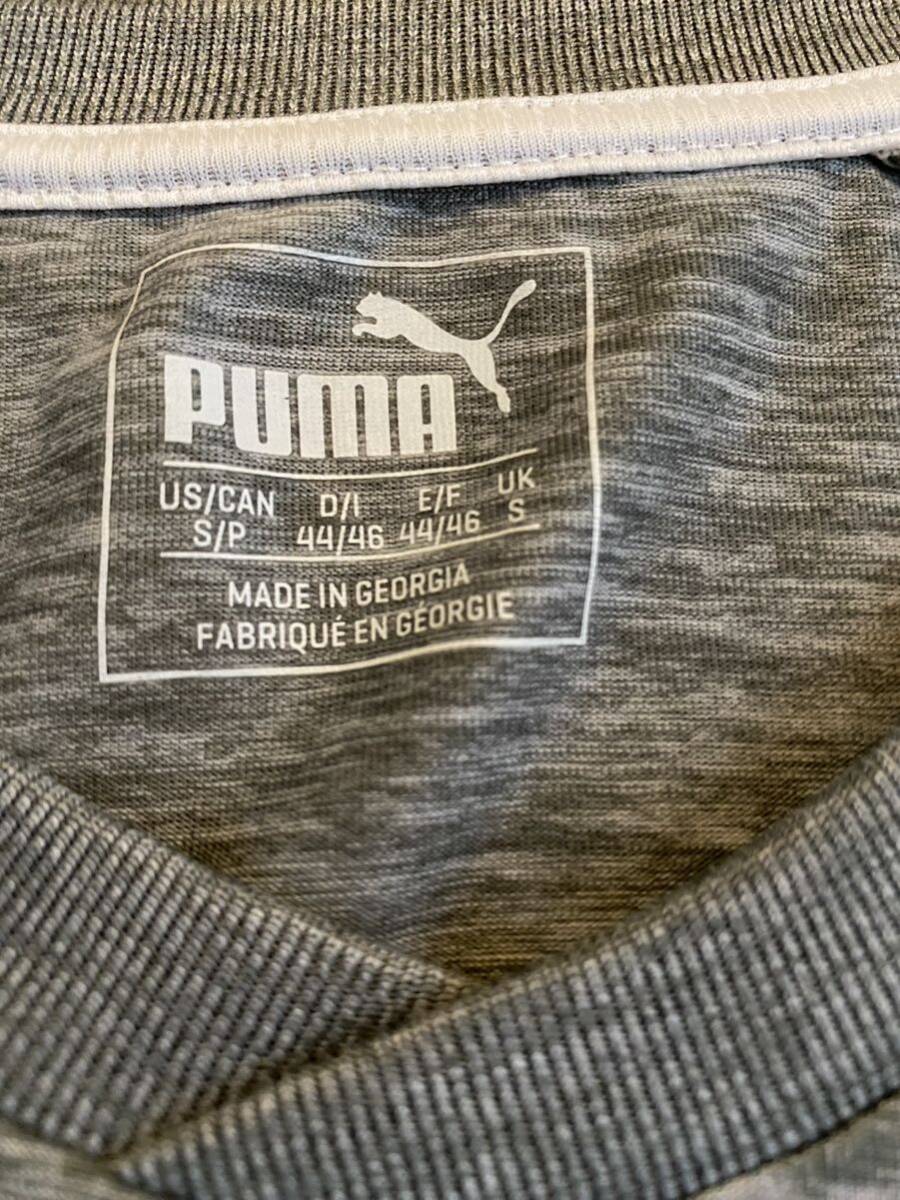 PUMA
US/CAN D/I E/F UK
S/P 44/46 44/46 S
MADE IN GEORGIA
FABRIQUÉ EN GÉORGIE